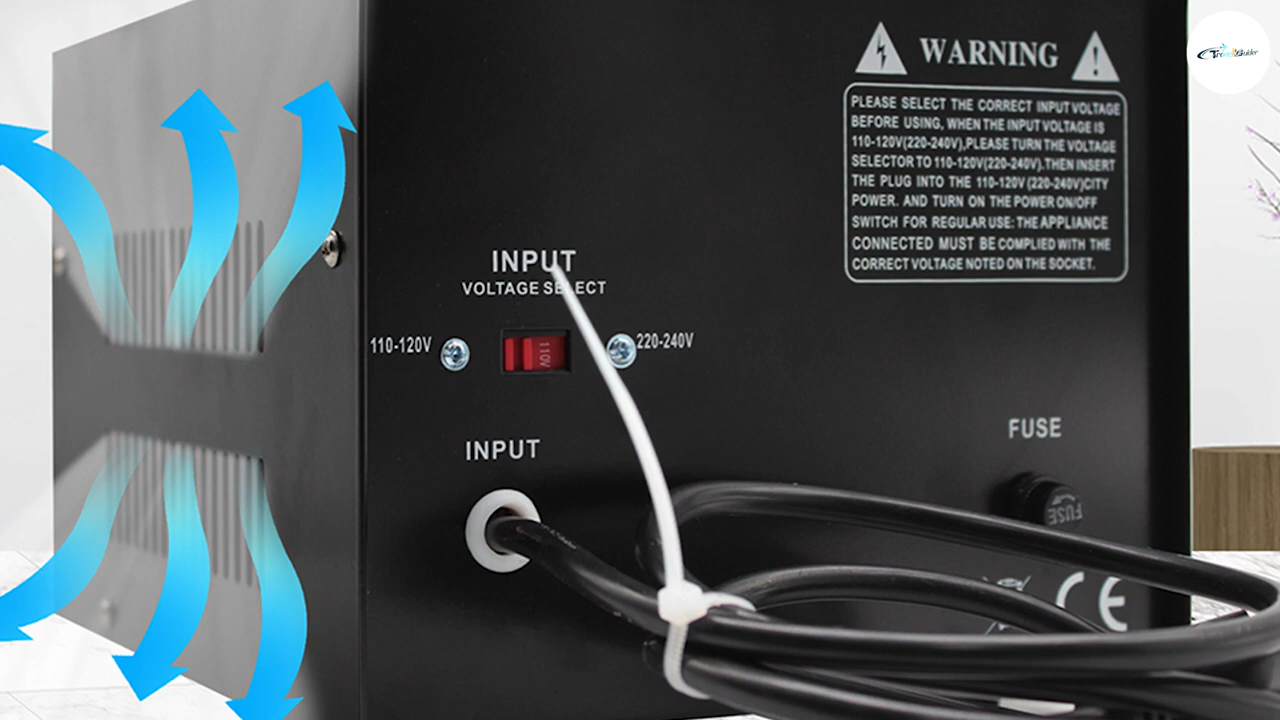 WARNING
PLEASE SELECT THE CORRECT INPUT VOLTAGE
BEFORE USING, WHEN THE INPUT VOLTAGE IS
110-120V(220-240V),PLEASE TURN THE VOLTAGE
SELECTOR TO 110-120V(220-240V).THEN INSERT
THE PLUG INTO THE 110-120V (220-240V)CITY
POWER. AND TURN ON THE POWER ON/OFF
SWITCH FOR REGULAR USE: THE APPLIANCE
CONNECTED MUST BE COMPLIED WITH THE
CORRECT VOLTAGE NOTED ON THE SOCKET.
INPUT
VOLTAGE SELECT
110-120V
110V
220-240V
INPUT
FUSE
FUSE
CE